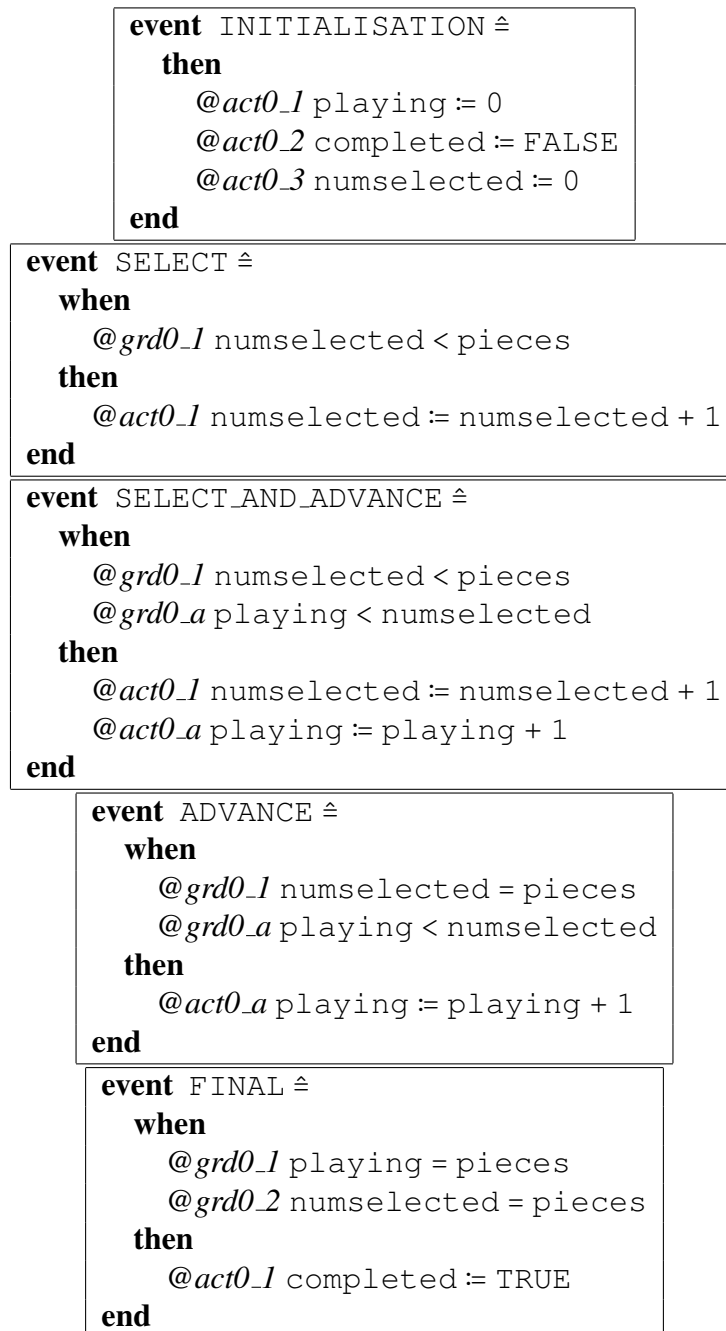 event INITIALISATION ≙
then
@act0_1 playing ≔ 0
@act0_2 completed ≔ FALSE
@act0_3 numselected ≔ 0
end
event SELECT ≙
when
@grd0_1 numselected < pieces
then
@act0_1 numselected ≔ numselected + 1
end
event SELECT_AND_ADVANCE ≙
when
@grd0_1 numselected < pieces
@grd0_a playing < numselected
then
@act0_1 numselected ≔ numselected + 1
@act0_a playing ≔ playing + 1
end
event ADVANCE ≙
when
@grd0_1 numselected = pieces
@grd0_a playing < numselected
then
@act0_a playing ≔ playing + 1
end
event FINAL ≙
when
@grd0_1 playing = pieces
@grd0_2 numselected = pieces
then
@act0_1 completed ≔ TRUE
end